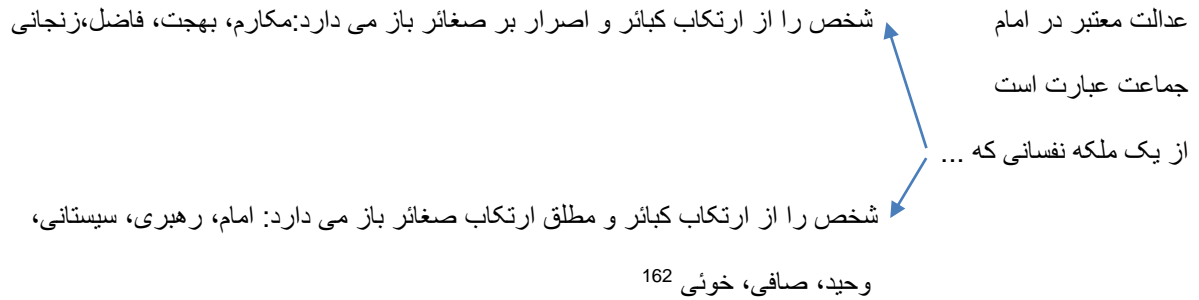 عدالت معتبر در امام
جماعت عبارت است
از یک ملکه نفسانی که ...
شخص را از ارتکاب کبائر و اصرار بر صغائر باز می دارد:مکارم، بهجت، فاضل،زنجانی
شخص را از ارتکاب کبائر و مطلق ارتکاب صغائر باز می دارد: امام، رهبری، سیستانی،
وحید، صافی، خوئی 162